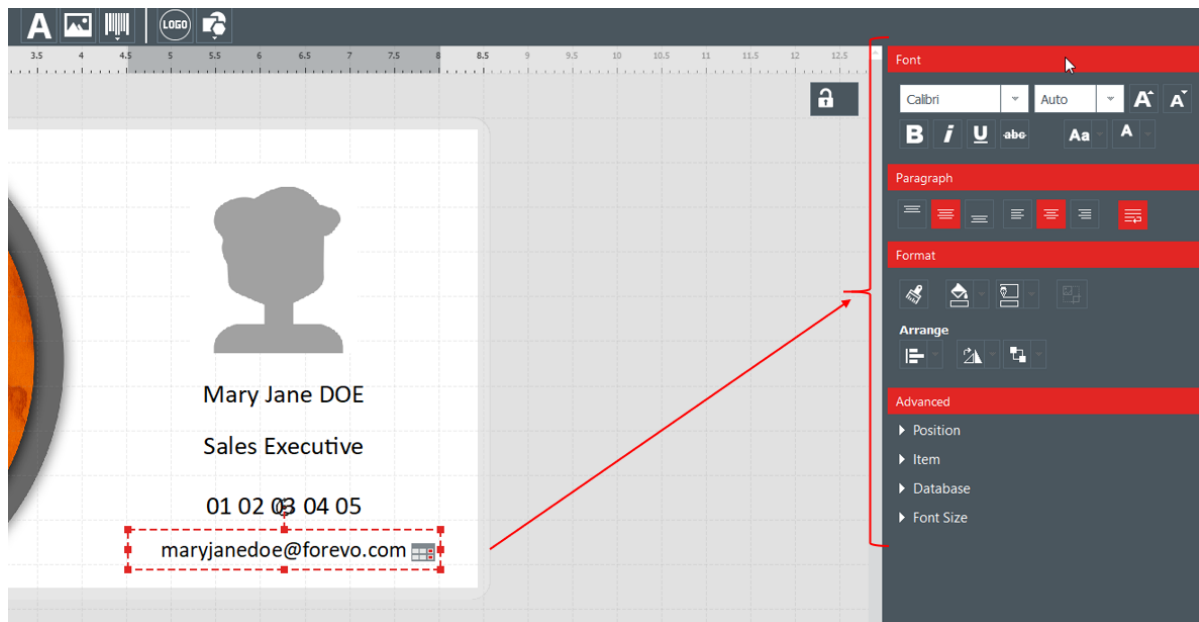 A LOGO
3.5 4 4.5 5 5.5 6 6.5 7 7.5 8 8.5 9 9.5 10 10.5 11 11.5 12 12.5
Font
Calibri Auto A A
B i U abc Aa A
Paragraph
Format
Arrange
Advanced
Position
Item
Database
Font Size
Mary Jane DOE
Sales Executive
01 02 03 04 05
maryjanedoe@forevo.com